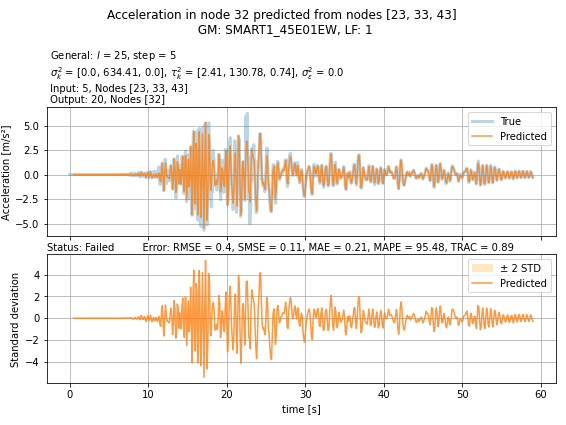 Acceleration in node 32 predicted from nodes [23, 33, 43]
GM: SMART1_45E01EW, LF: 1
General: l = 25, step = 5
σ²ₖ = [0.0, 634.41, 0.0], τ²ₖ = [2.41, 130.78, 0.74], σ²ε = 0.0
Input: 5, Nodes [23, 33, 43]
Output: 20, Nodes [32]
Acceleration [m/s²]
5.0
2.5
0.0
−2.5
−5.0
True
Predicted
Status: Failed Error: RMSE = 0.4, SMSE = 0.11, MAE = 0.21, MAPE = 95.48, TRAC = 0.89
Standard deviation
4
2
0
−2
−4
± 2 STD
Predicted
0 10 20 30 40 50 60
time [s]